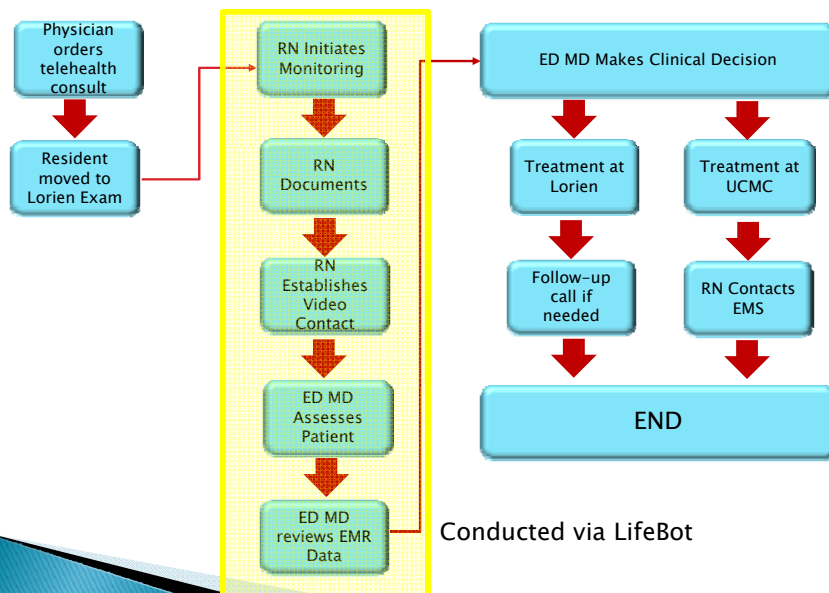 Physician
orders
telehealth
consult
Resident
moved to
Lorien Exam
RN Initiates
Monitoring
RN
Documents
RN
Establishes
Video
Contact
ED MD
Assesses
Patient
ED MD
reviews EMR
Data
Conducted via LifeBot
ED MD Makes Clinical Decision
Treatment at
Lorien
Follow-up
call if
needed
Treatment at
UCMC
RN Contacts
EMS
END